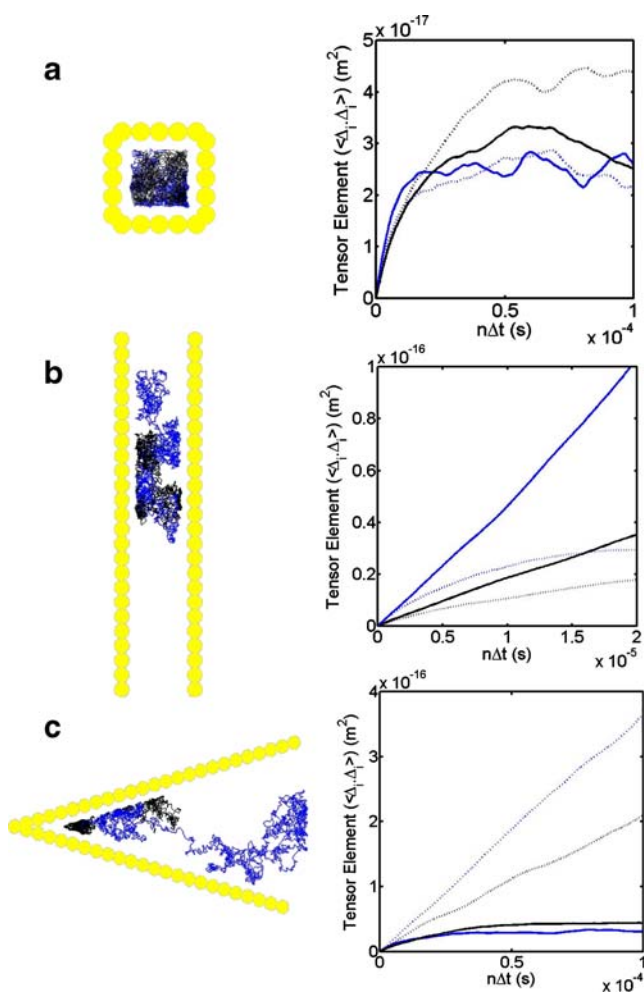 a
x 10⁻¹⁷
5
4
3
2
1
0
Tensor Element (<Δᵢ..Δᵢ>) (m²)
0
0.5
1
nΔt (s)
x 10⁻⁴
b
x 10⁻¹⁶
1
0.8
0.6
0.4
0.2
0
Tensor Element (<Δᵢ..Δᵢ>) (m²)
0
0.5
1
1.5
2
nΔt (s)
x 10⁻⁵
c
x 10⁻¹⁶
4
3
2
1
0
Tensor Element (<Δᵢ..Δᵢ>) (m²)
0
0.5
1
nΔt (s)
x 10⁻⁴